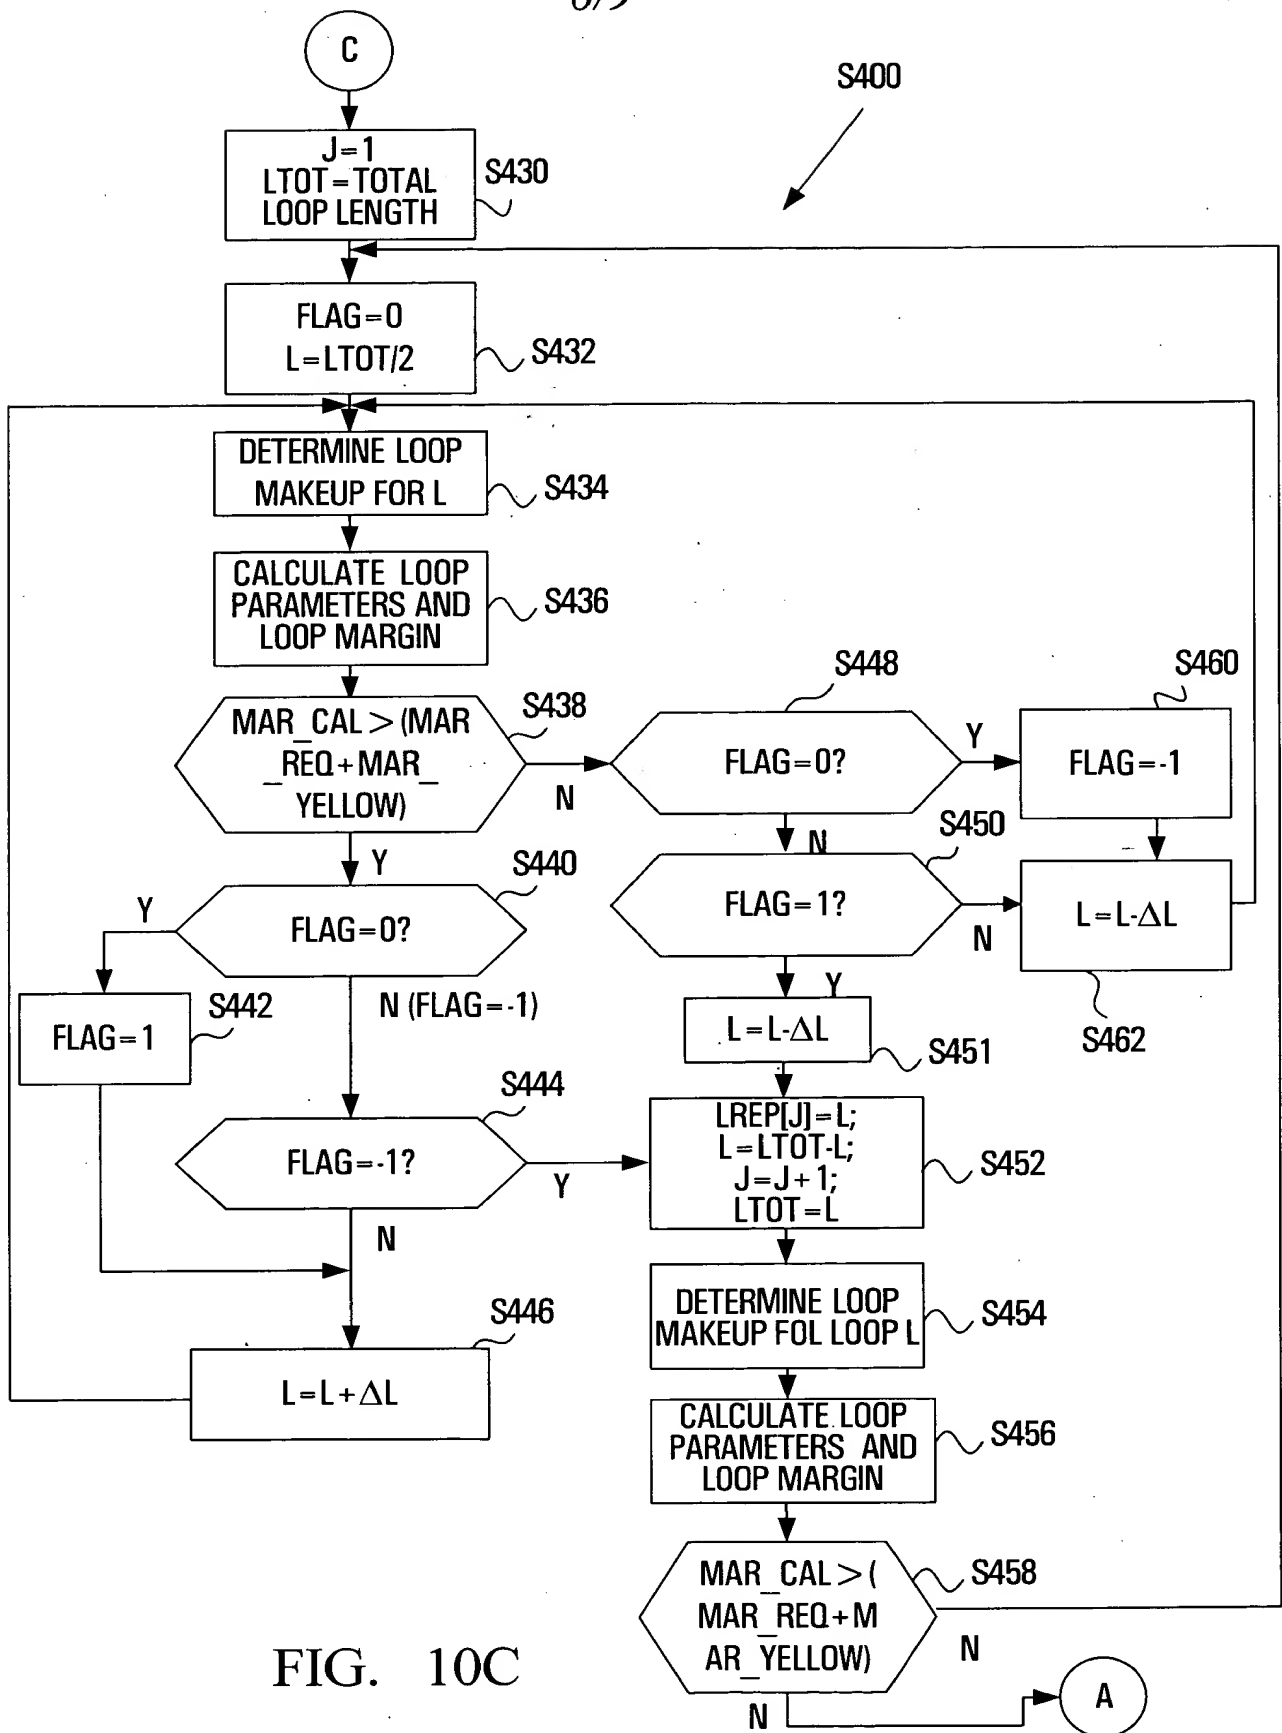 C
S400
J=1
LTOT=TOTAL
LOOP LENGTH
S430
FLAG=0
L=LTOT/2
S432
DETERMINE LOOP
MAKEUP FOR L
S434
CALCULATE LOOP
PARAMETERS AND
LOOP MARGIN
S436
MAR_CAL>(MAR
_REQ+MAR_
YELLOW)
S438
N
Y
S448
FLAG=0?
Y
N
S460
FLAG=-1
S440
FLAG=0?
Y
N (FLAG=-1)
S450
FLAG=1?
N
Y
L=L-ΔL
S462
S442
FLAG=1
L=L-ΔL
S451
S444
FLAG=-1?
Y
N
LREP[J]=L;
L=LTOT-L;
J=J+1;
LTOT=L
S452
S446
L=L+ΔL
DETERMINE LOOP
MAKEUP FOL LOOP L
S454
CALCULATE LOOP
PARAMETERS AND
LOOP MARGIN
S456
MAR_CAL>(
MAR_REQ+M
AR_YELLOW)
S458
N
N
A
FIG. 10C